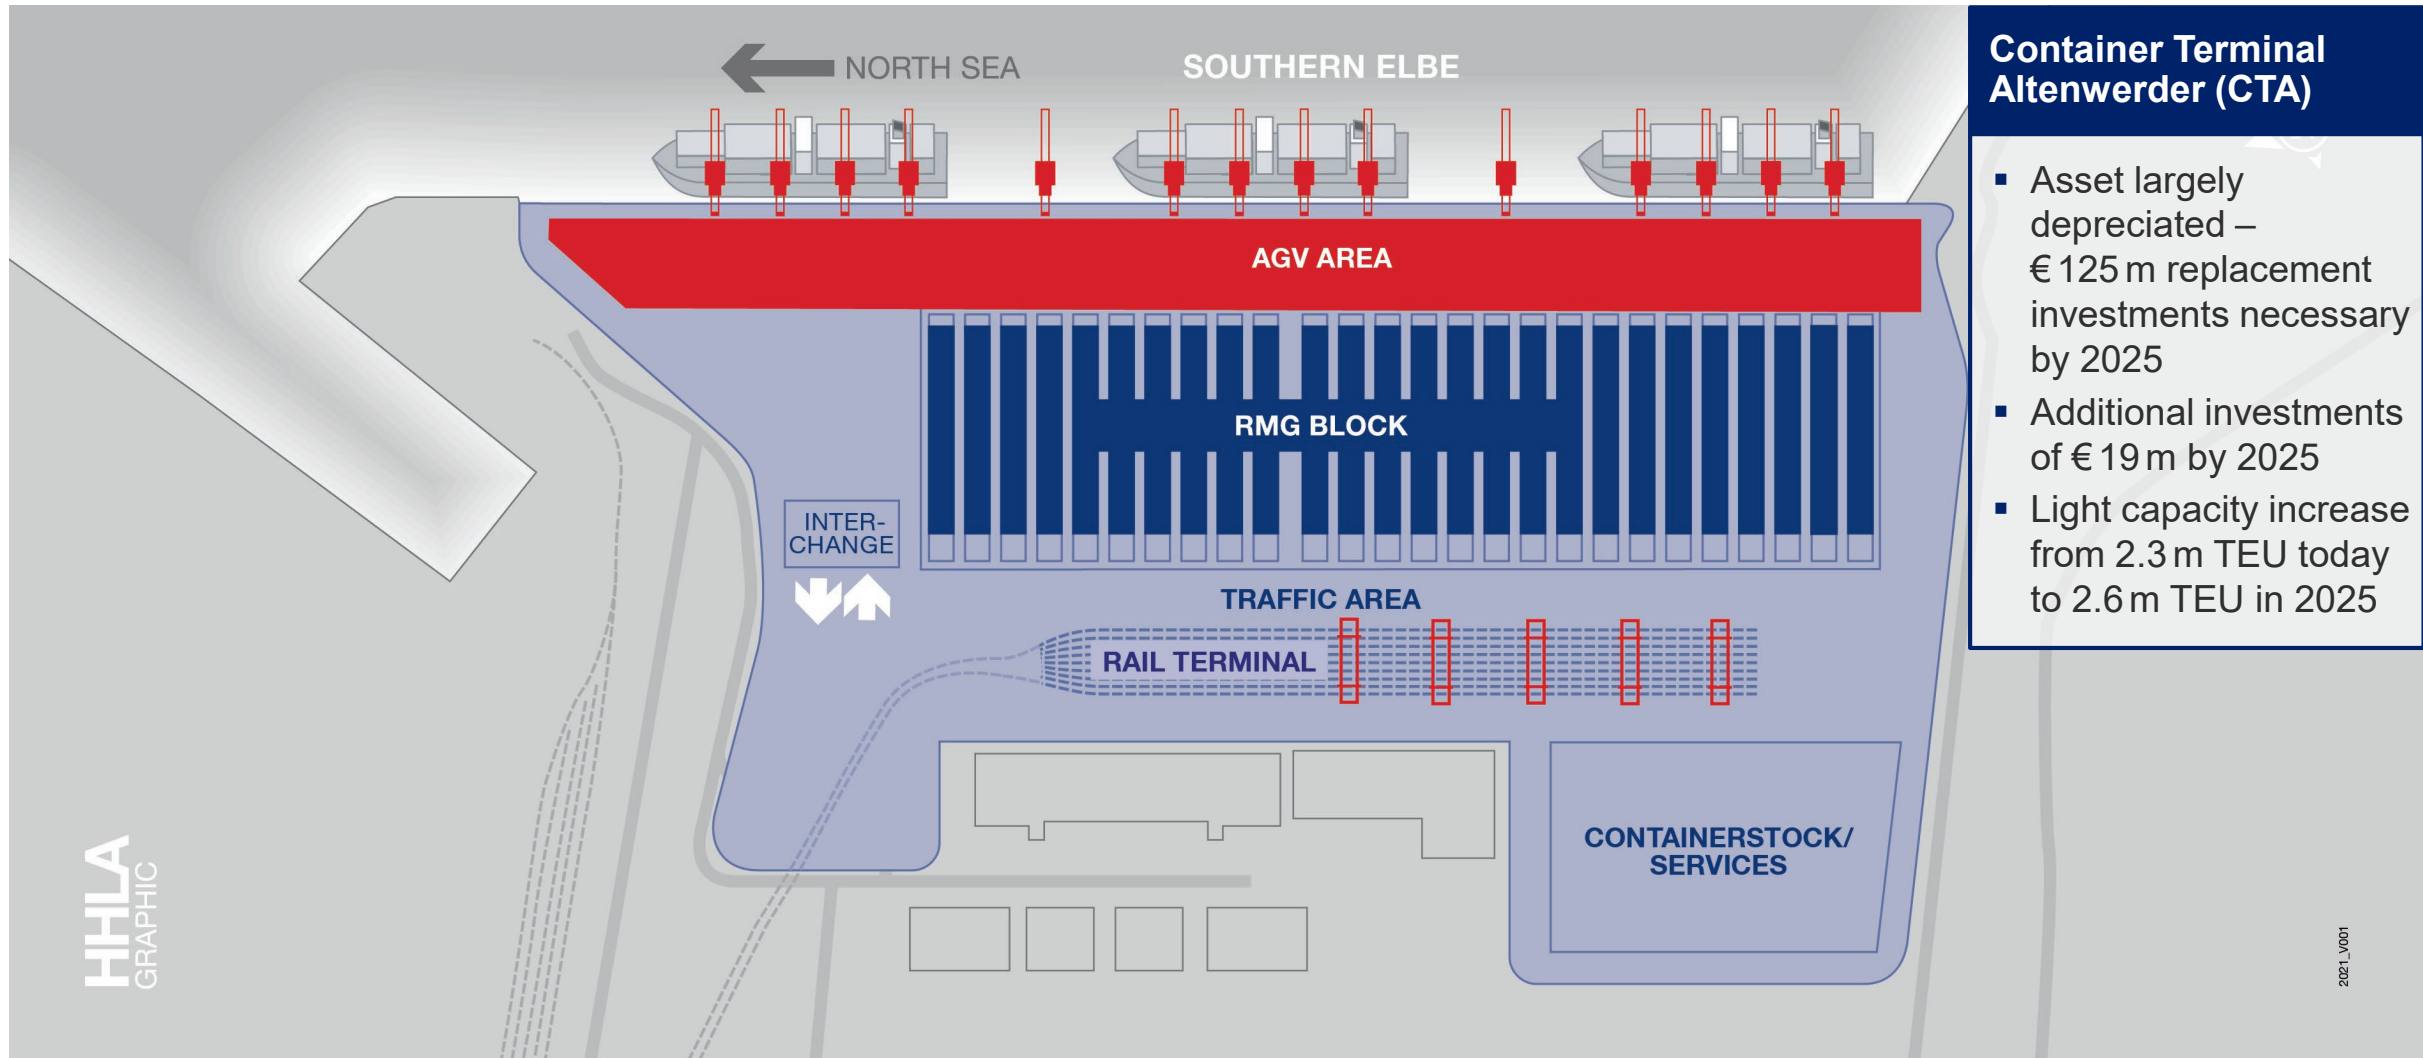 NORTH SEA
SOUTHERN ELBE
AGV AREA
RMG BLOCK
INTER-
CHANGE
TRAFFIC AREA
RAIL TERMINAL
CONTAINERSTOCK/
SERVICES
HHLA
GRAPHIC
2021_V001
Container Terminal
Altenwerder (CTA)
▪ Asset largely
depreciated –
€ 125 m replacement
investments necessary
by 2025
▪ Additional investments
of € 19 m by 2025
▪ Light capacity increase
from 2.3 m TEU today
to 2.6 m TEU in 2025